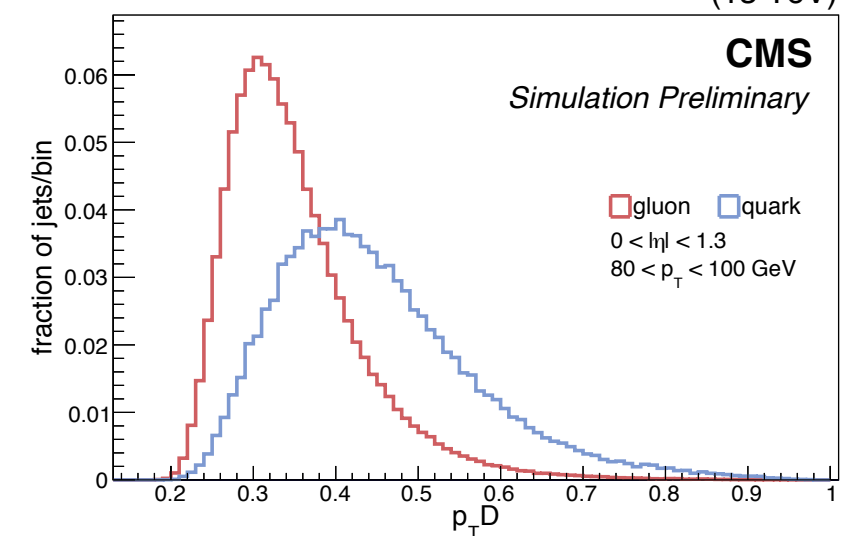 CMS
Simulation Preliminary
gluon quark
0 < |η| < 1.3
80 < p_T < 100 GeV
fraction of jets/bin
0.06
0.05
0.04
0.03
0.02
0.01
0
0.2 0.3 0.4 0.5 0.6 0.7 0.8 0.9 1
p_TD